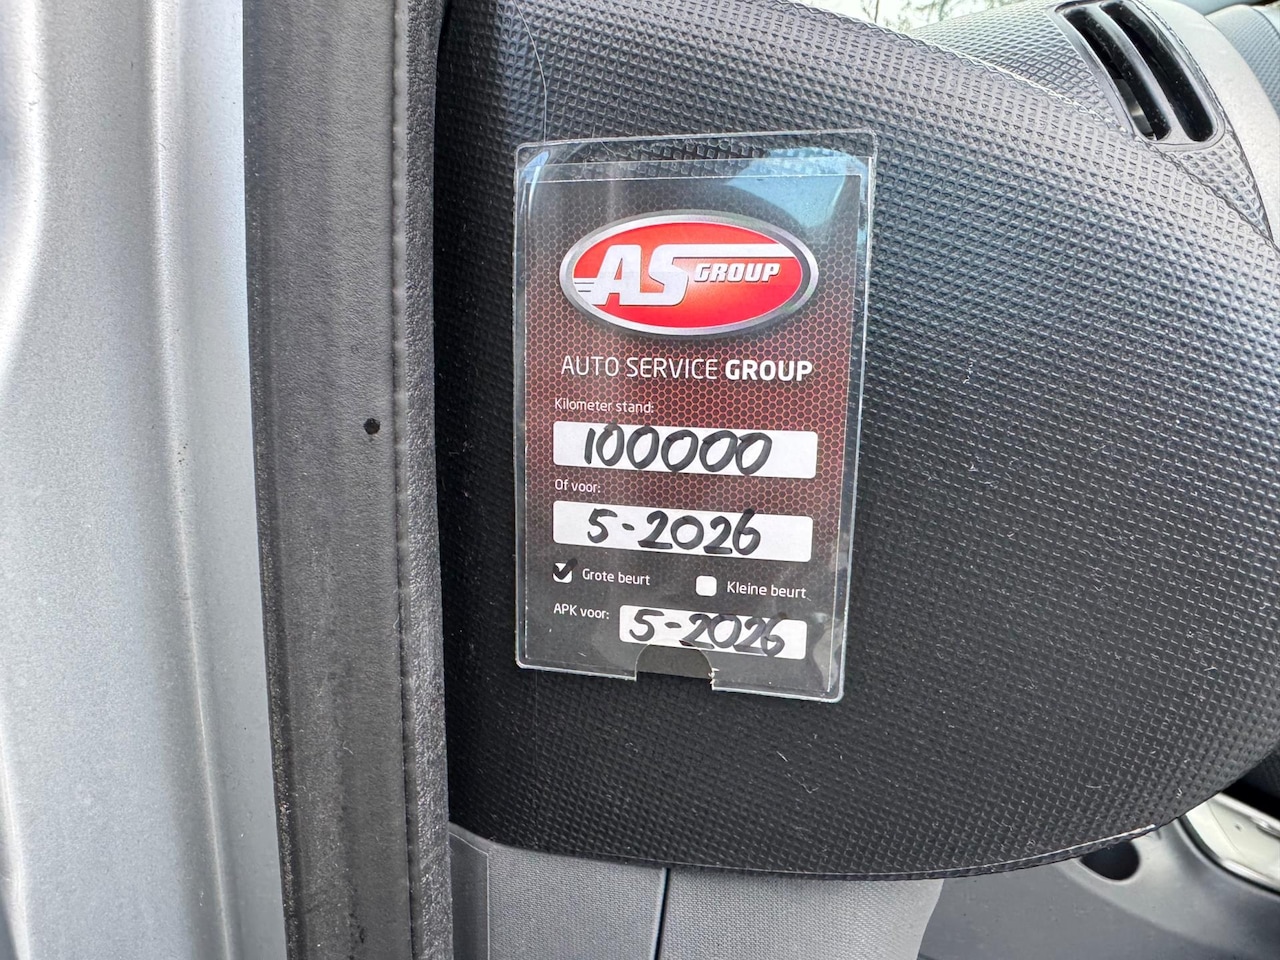 AS GROUP
AUTO SERVICE GROUP
Kilometer stand:
100000
Of voor:
5-2026
Grote beurt Kleine beurt
APK voor: 5-2026